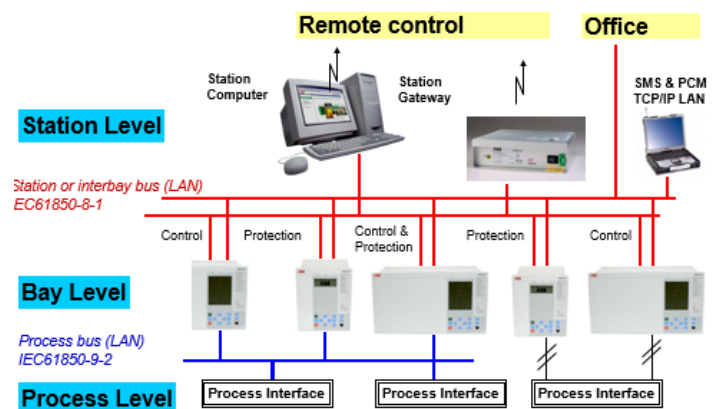 Remote control
Office
Station
Computer
Station
Gateway
SMS & PCM
TCP/IP LAN
Station Level
Station or interbay bus (LAN)
IEC61850-8-1
Control
Protection
Control &
Protection
Protection
Control
Bay Level
Process bus (LAN)
IEC61850-9-2
Process Level
Process Interface
Process Interface
Process Interface